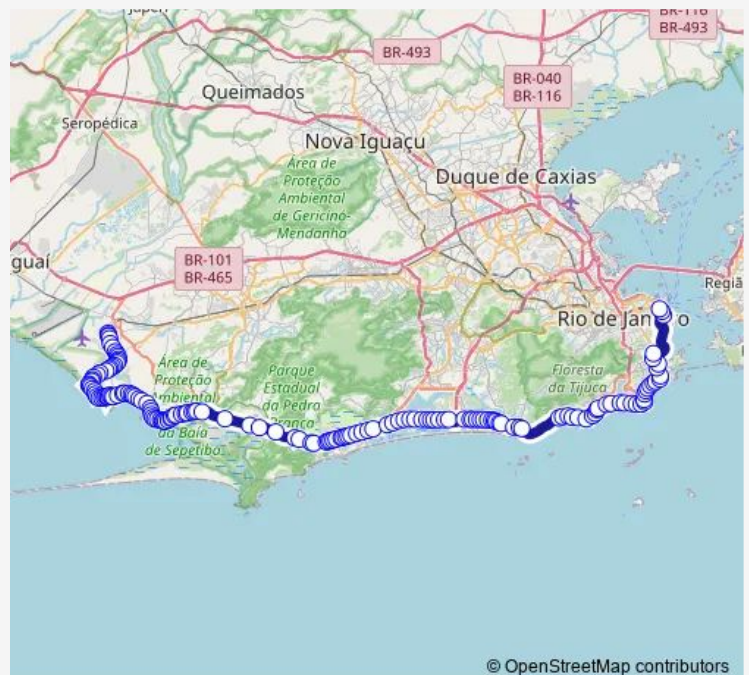 Japeri
BR-116
BR-493
BR-493
BR-040
BR-116
Queimados
Seropédica
Nova Iguaçu
Duque de Caxias
Área de
Proteção
Ambiental
de Gericinó-
Mendanha
BR-101
BR-465
guaí
Regiã
Rio de Jan o
Área de
Proteção
Ambiental
da Baía
de Sepetiba
Parque
Estadual
da Pedra
Branca
Floresta
da Tijuca
© OpenStreetMap contributors